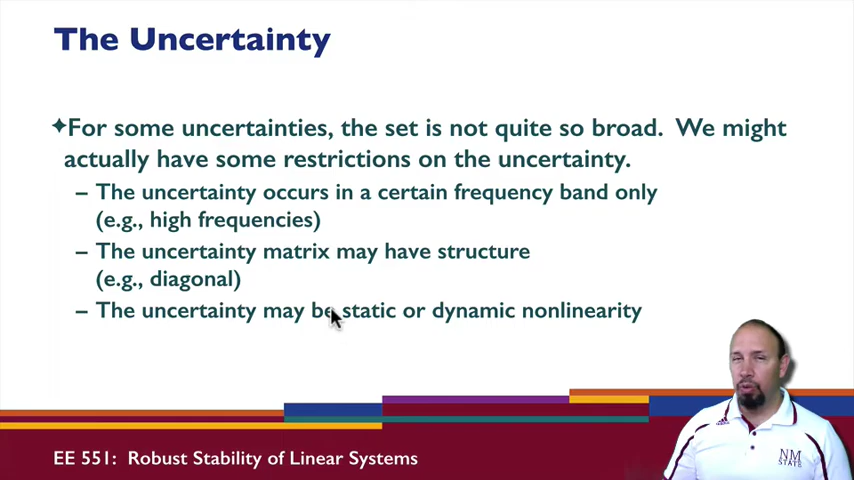 The Uncertainty
✦For some uncertainties, the set is not quite so broad. We might
actually have some restrictions on the uncertainty.
– The uncertainty occurs in a certain frequency band only
(e.g., high frequencies)
– The uncertainty matrix may have structure
(e.g., diagonal)
– The uncertainty may be static or dynamic nonlinearity
NM
STATE
EE 551: Robust Stability of Linear Systems